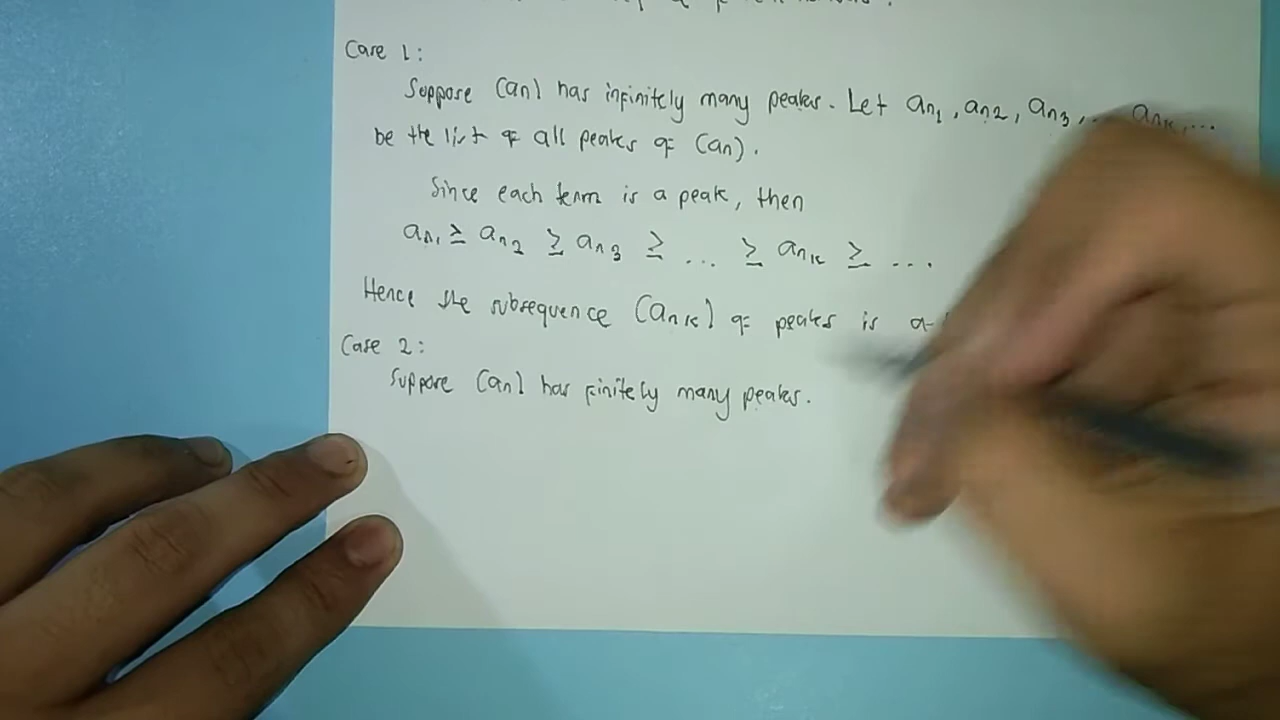 Case 1:
Suppose (an) has infinitely many peaks. Let an1, an2, an3, ... ank, ...
be the list of all peaks of (an).
Since each term is a peak, then
an1 ≥ an2 ≥ an3 ≥ ... ≥ ank ≥ ...
Hence the subsequence (ank) of peaks is a
Case 2:
Suppose (an) has finitely many peaks.